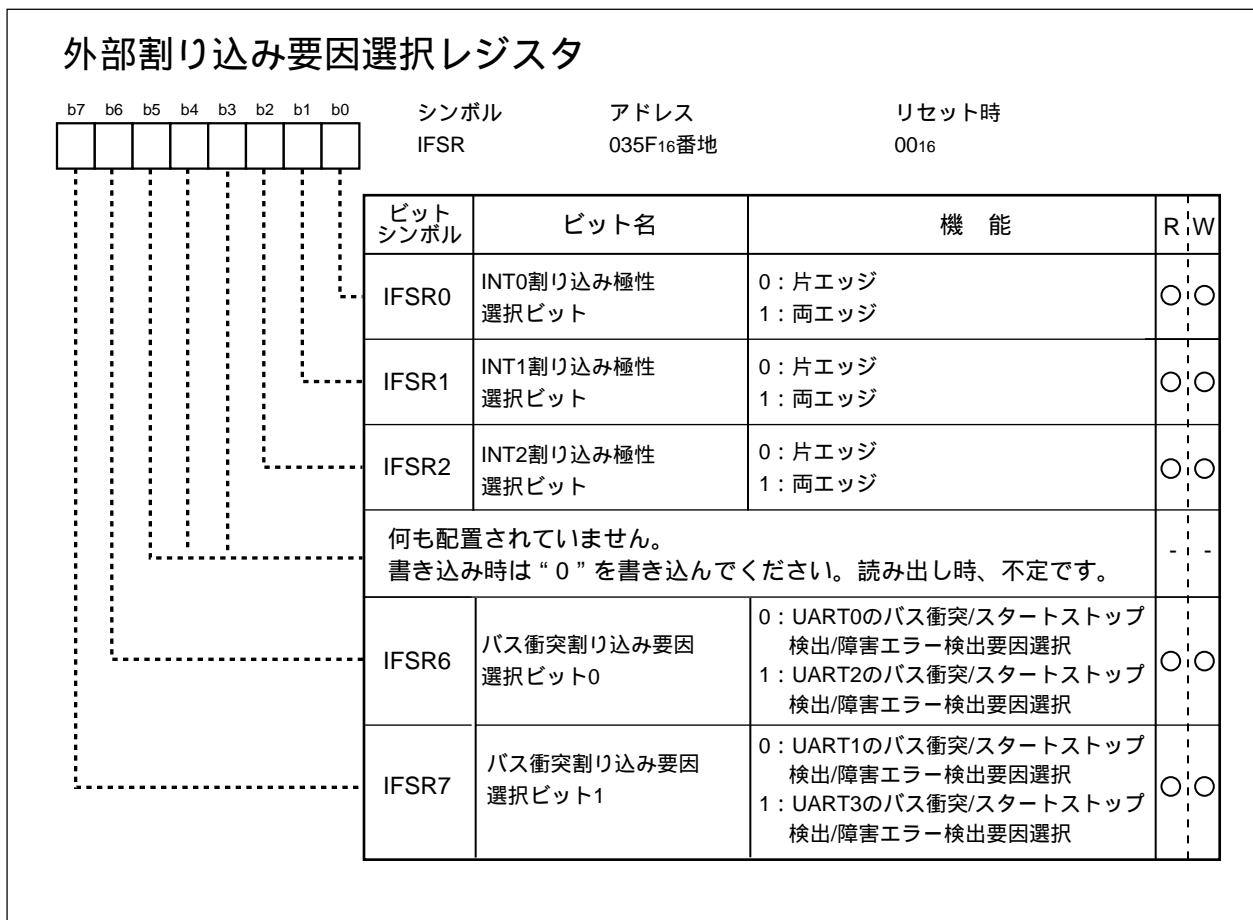 外部割り込み要因選択レジスタ
b7 b6 b5 b4 b3 b2 b1 b0
シンボル アドレス リセット時
IFSR 035F16番地 0016
ビット
シンボル
ビット名
機 能
R W
IFSR0
INT0割り込み極性
選択ビット
0：片エッジ
1：両エッジ
○ ○
IFSR1
INT1割り込み極性
選択ビット
0：片エッジ
1：両エッジ
○ ○
IFSR2
INT2割り込み極性
選択ビット
0：片エッジ
1：両エッジ
○ ○
何も配置されていません。
書き込み時は“0”を書き込んでください。読み出し時、不定です。
- -
IFSR6
バス衝突割り込み要因
選択ビット0
0：UART0のバス衝突/スタートストップ
検出/障害エラー検出要因選択
1：UART2のバス衝突/スタートストップ
検出/障害エラー検出要因選択
○ ○
IFSR7
バス衝突割り込み要因
選択ビット1
0：UART1のバス衝突/スタートストップ
検出/障害エラー検出要因選択
1：UART3のバス衝突/スタートストップ
検出/障害エラー検出要因選択
○ ○